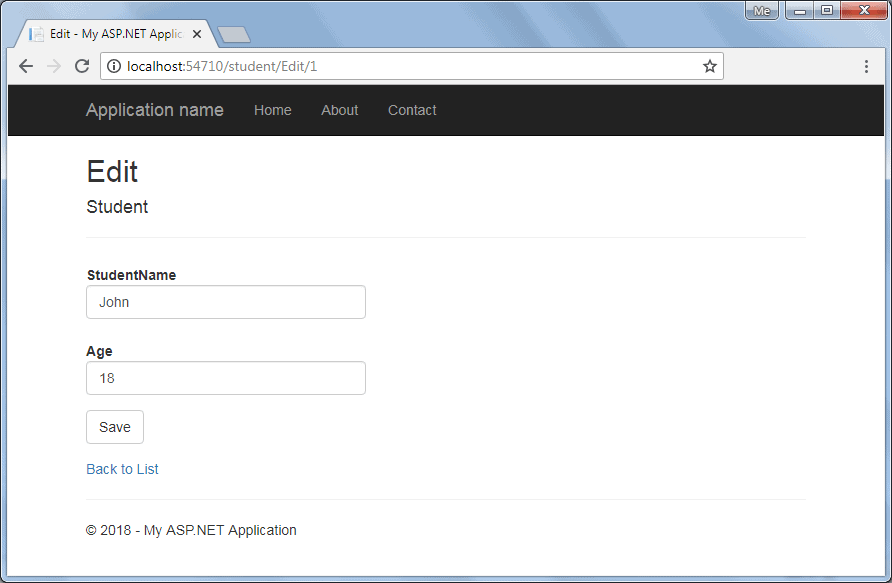 Me
Edit - My ASP.NET Applic
localhost:54710/student/Edit/1
Application name Home About Contact
Edit
Student
StudentName
John
Age
18
Save
Back to List
© 2018 - My ASP.NET Application